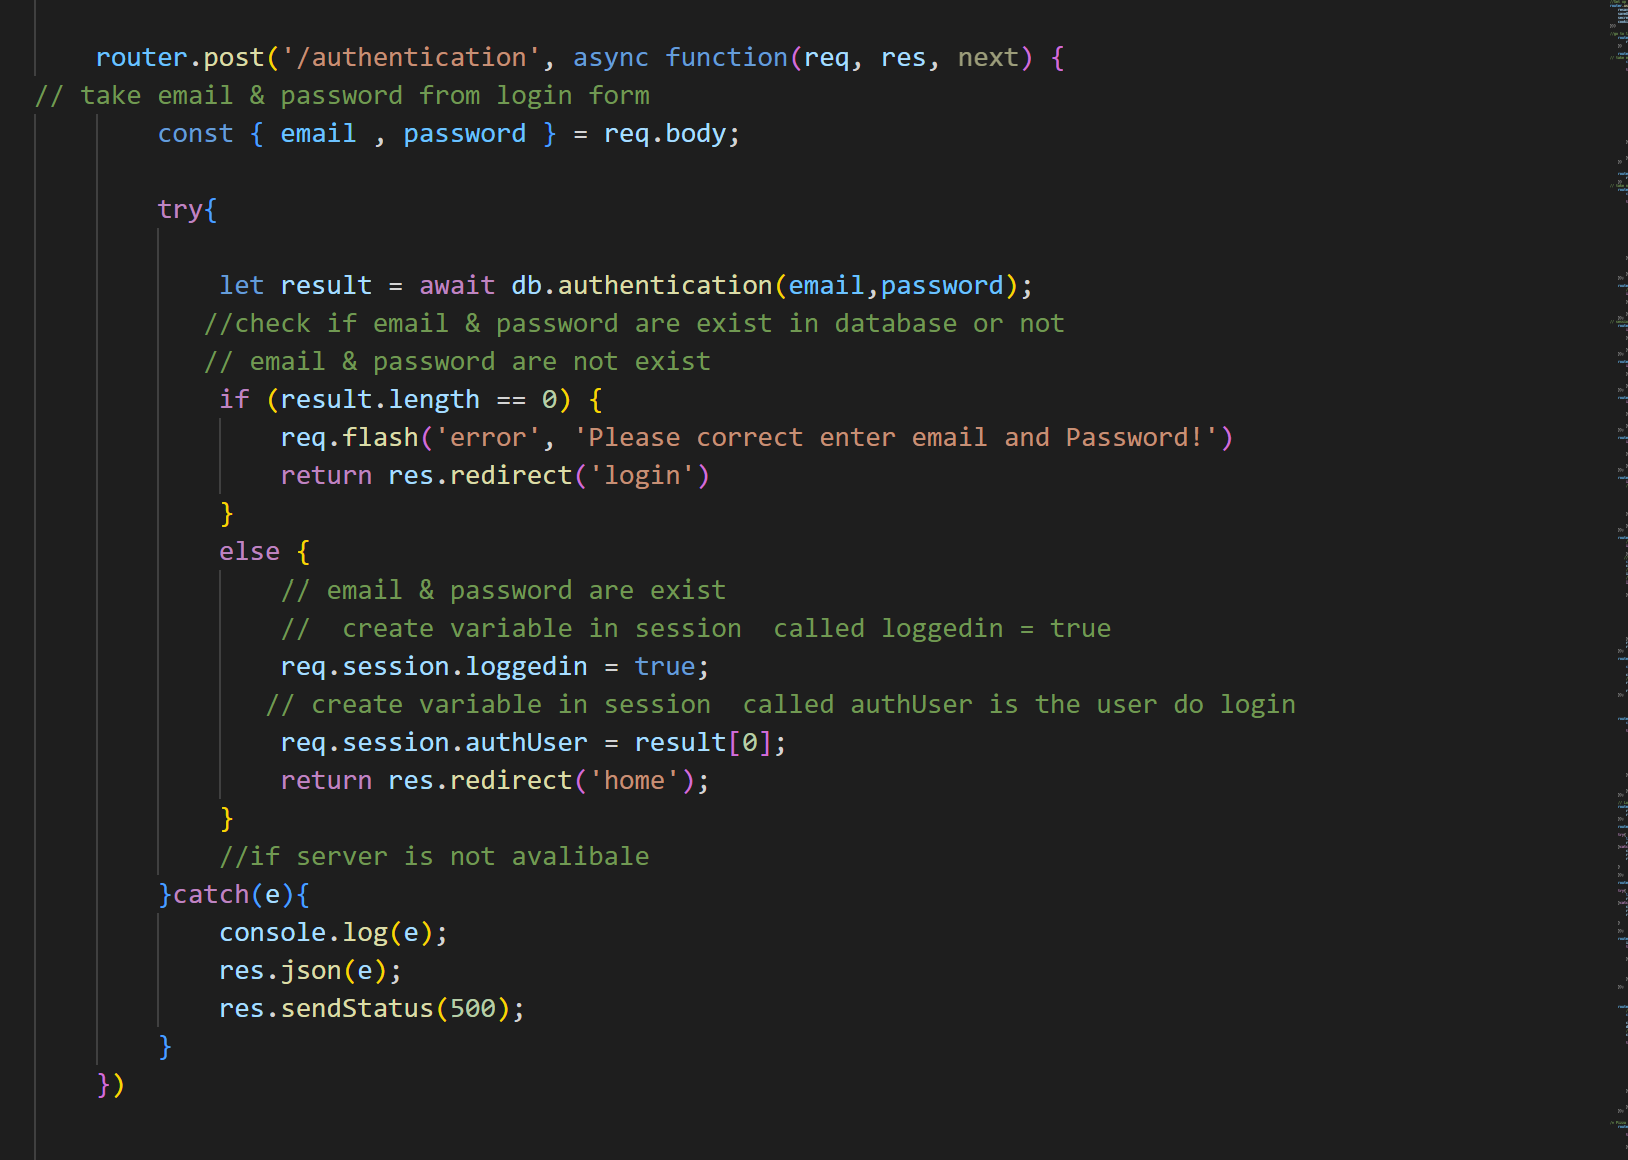 router.post('/authentication', async function(req, res, next) {
// take email & password from login form
const { email , password } = req.body;
try{
let result = await db.authentication(email,password);
//check if email & password are exist in database or not
// email & password are not exist
if (result.length == 0) {
req.flash('error', 'Please correct enter email and Password!')
return res.redirect('login')
}
else {
// email & password are exist
//  create variable in session  called loggedin = true
req.session.loggedin = true;
// create variable in session  called authUser is the user do login
req.session.authUser = result[0];
return res.redirect('home');
}
//if server is not avalibale
}catch(e){
console.log(e);
res.json(e);
res.sendStatus(500);
}
})